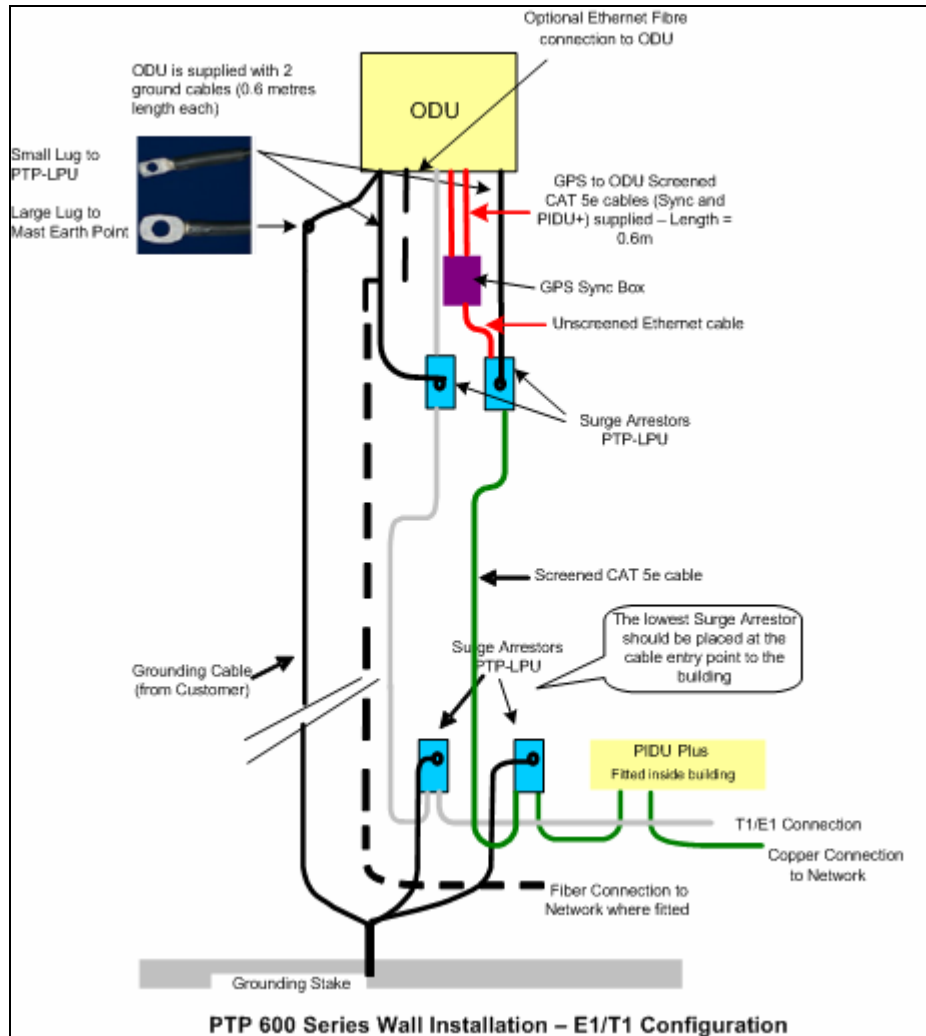 Optional Ethernet Fibre
connection to ODU
ODU is supplied with 2
ground cables (0.6 metres
length each)
ODU
Small Lug to
PTP-LPU
Large Lug to
Mast Earth Point
GPS to ODU Screened
CAT 5e cables (Sync and
PIDU+) supplied – Length =
0.6m
GPS Sync Box
Unscreened Ethernet cable
Surge Arrestors
PTP-LPU
Screened CAT 5e cable
The lowest Surge Arrestor
should be placed at the
cable entry point to the
building
Surge Arrestors
PTP-LPU
Grounding Cable
(from Customer)
PIDU Plus
Fitted inside building
T1/E1 Connection
Copper Connection
to Network
Fiber Connection to
Network where fitted
Grounding Stake
PTP 600 Series Wall Installation – E1/T1 Configuration